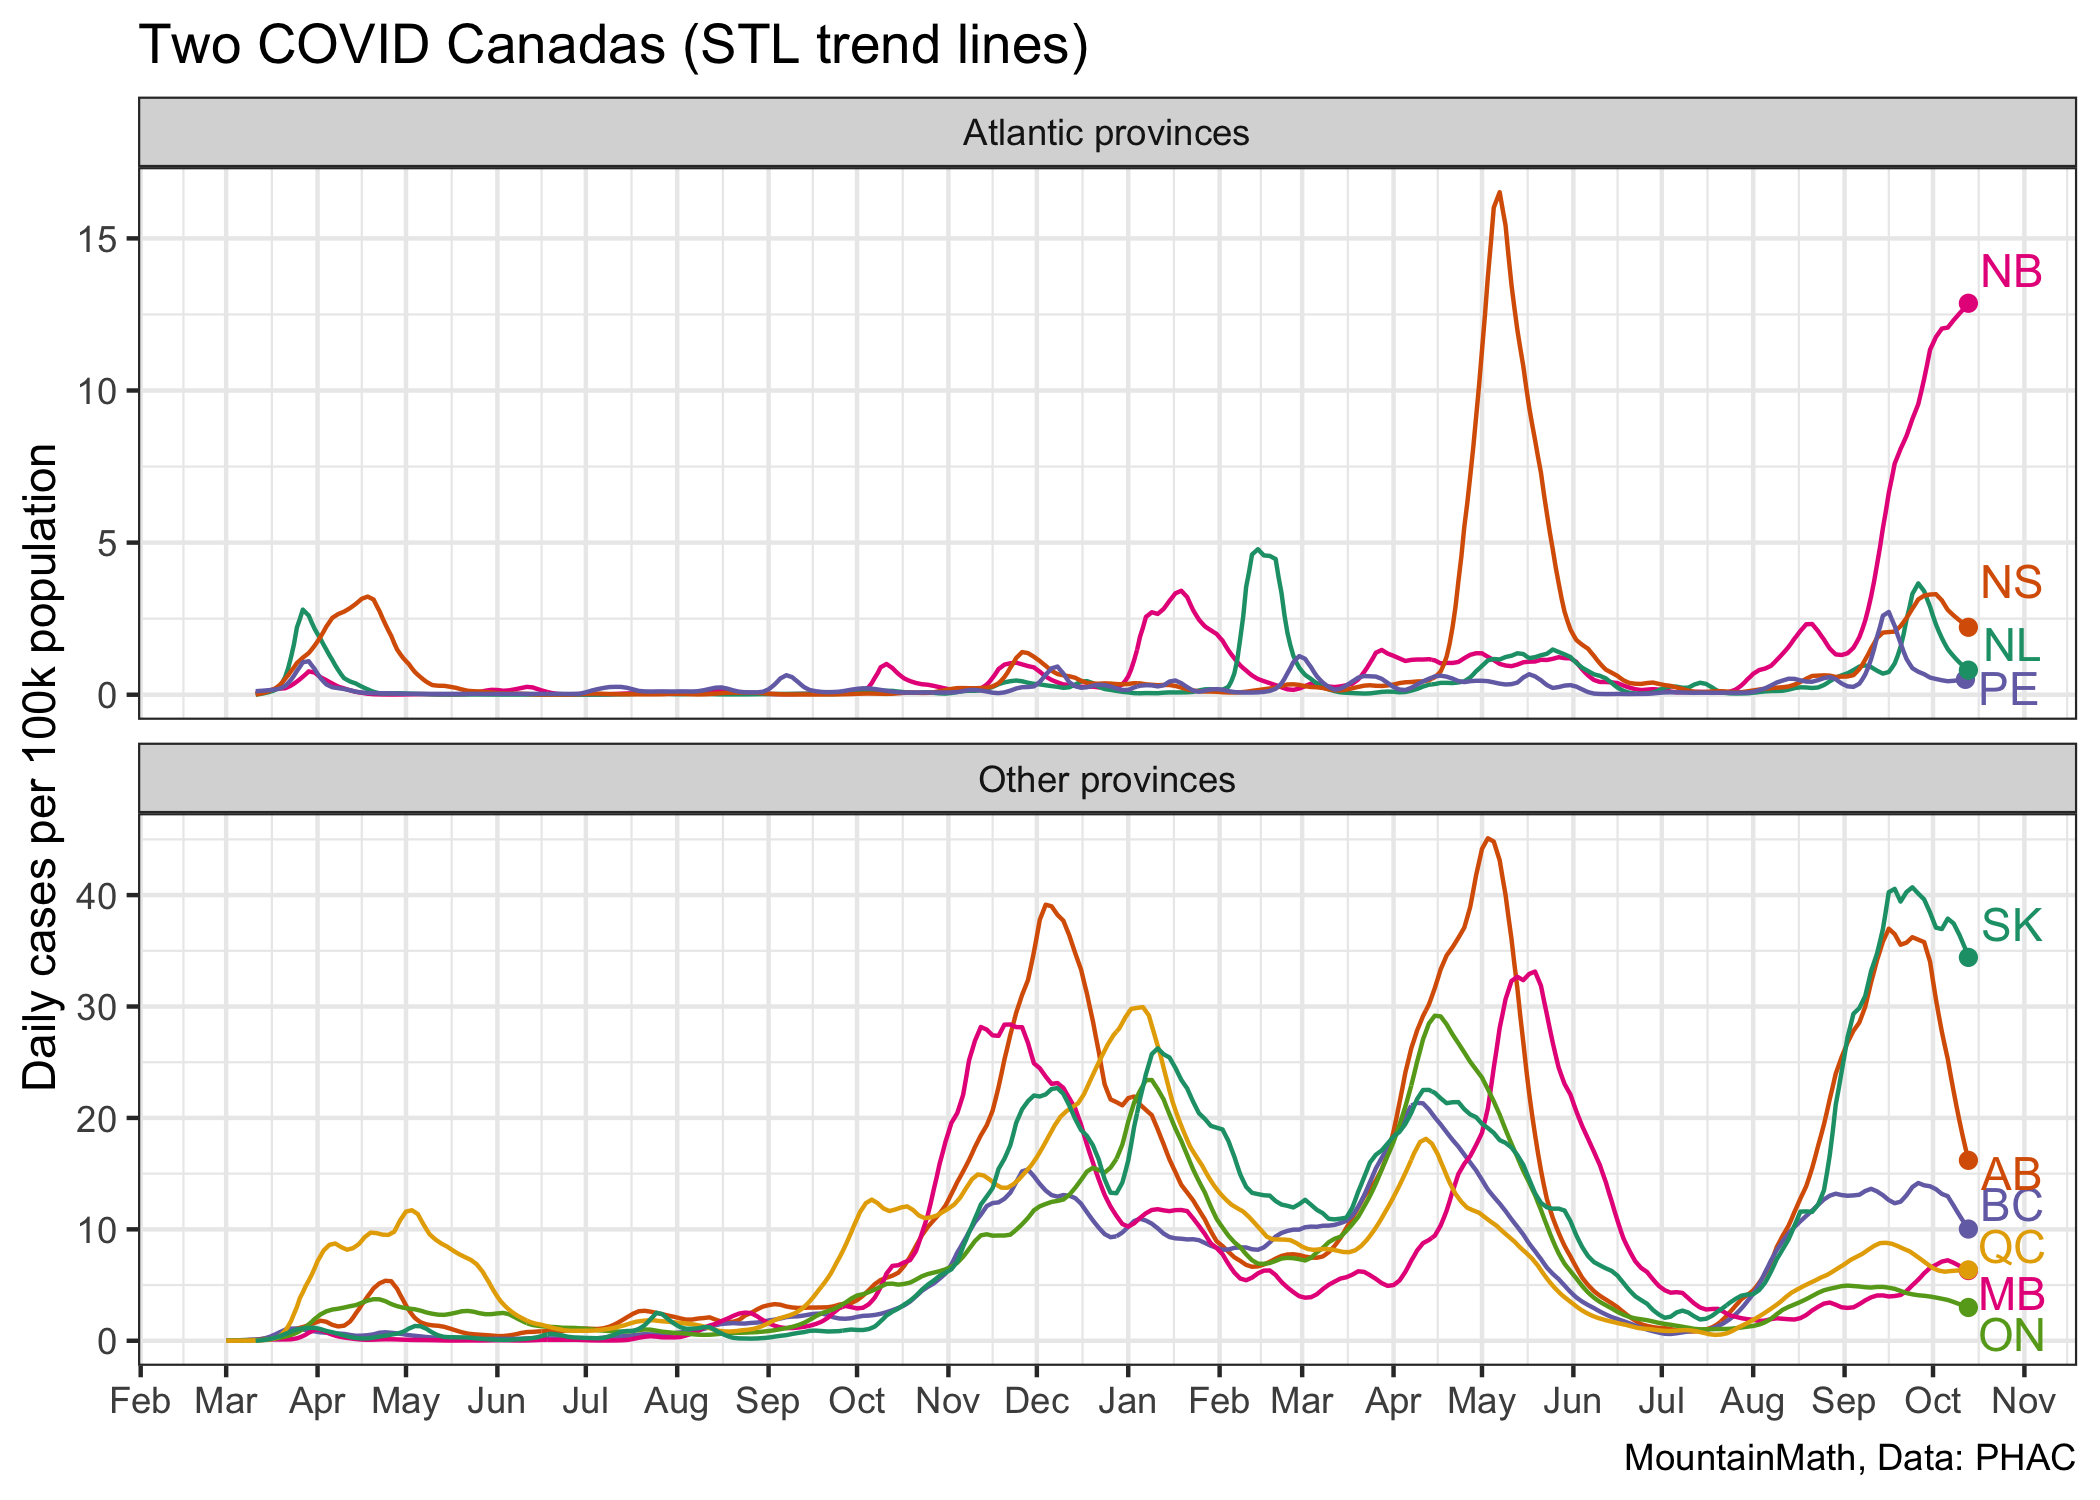 Two COVID Canadas (STL trend lines)
Atlantic provinces
15
10
5
0
NB
NS
NL
PE
Daily cases per 100k population
Other provinces
40
30
20
10
0
SK
AB
BC
QC
MB
ON
Feb Mar Apr May Jun Jul Aug Sep Oct Nov Dec Jan Feb Mar Apr May Jun Jul Aug Sep Oct Nov
MountainMath, Data: PHAC